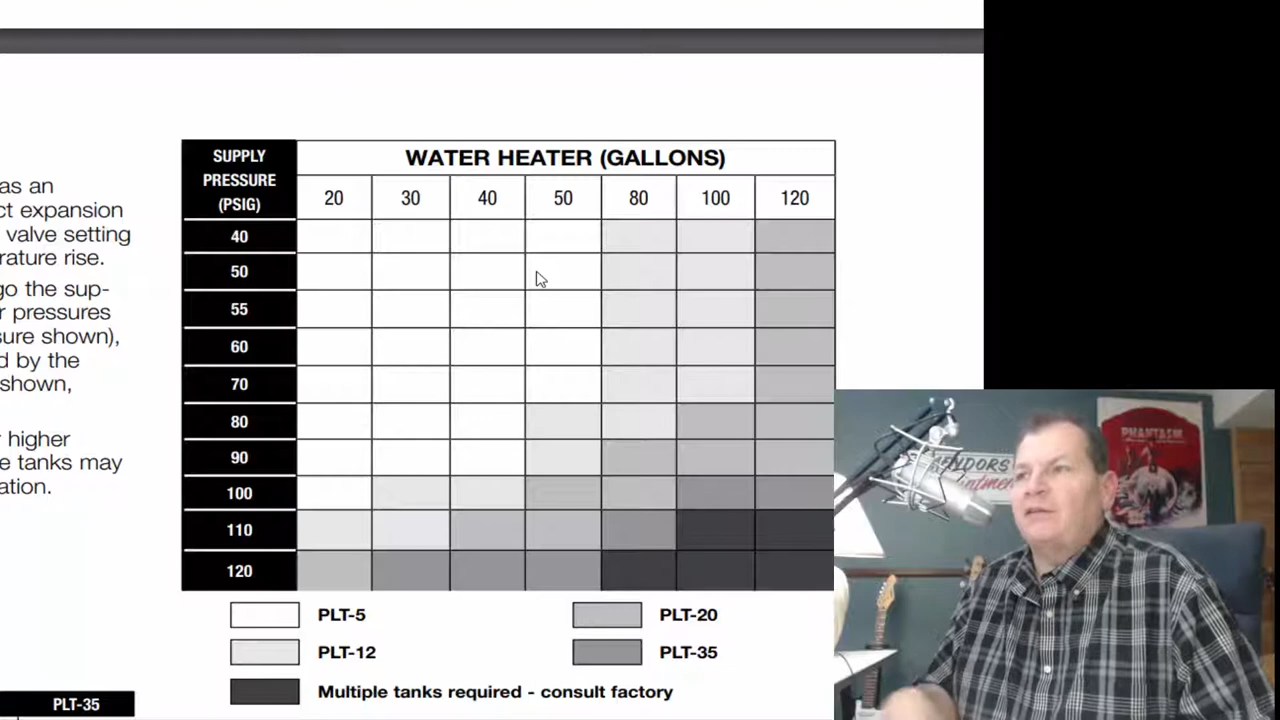 as an
ct expansion
valve setting
rature rise.
go the sup-
r pressures
sure shown),
d by the
shown,
r higher
e tanks may
ation.
SUPPLY
PRESSURE
(PSIG)
WATER HEATER (GALLONS)
20 30 40 50 80 100 120
40
50
55
60
70
80
90
100
110
120
PLT-5 PLT-20
PLT-12 PLT-35
Multiple tanks required - consult factory
PLT-35
PHANTASM